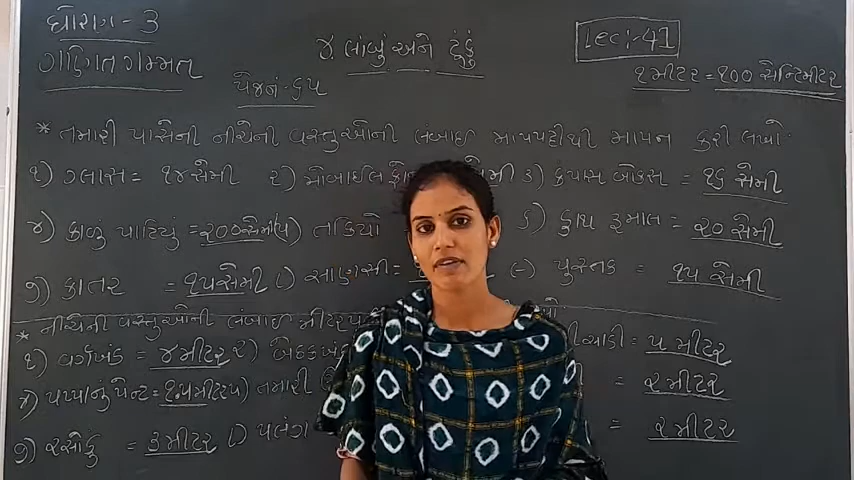 ધોરણ - 3
ગણિત ગમ્મત
૪. લાંબું અને ટૂંકું
Lec:-41
પેજનં.૬૫
૧ મીટર = ૧૦૦ સેન્ટિમીટર
* તમારી પાસેની નીચેની વસ્તુઓની લંબાઈ માપપટ્ટીથી માપન કરી લખો.
૧) ગ્લાસ = ૧૪ સેમી ૨) મોબાઈલ સેમી ૩) કંપાસ બોક્સ = ૧૬ સેમી
૪) કાળું પાટિયું = ૨૦૦ સેમી ૫) તકિયો ૬) હાથ રૂમાલ = ૨૦ સેમી
૭) કાતર = ૧૫ સેમી ૮) સાણસી = ૯) પુસ્તક = ૧૫ સેમી
* નીચેની વસ્તુઓની લંબાઈ
૧) વર્ગખંડ = ૪ મીટર ૨) બેઠકખંડ = ૫ મીટર
૪) પપ્પાનું પેન્ટ = ૧.૫ મીટર ૫) તમારી = ૨ મીટર
૭) રસોડું = ૩ મીટર ૮) પલંગ = ૨ મીટર